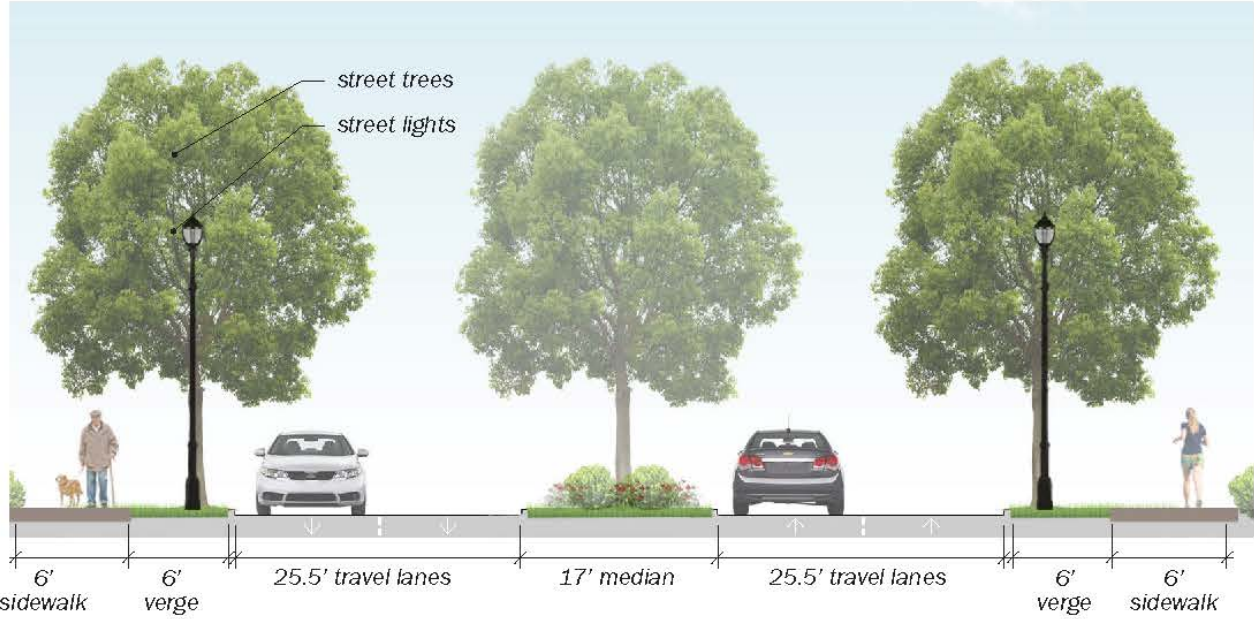 street trees
street lights
6'
sidewalk
6'
verge
25.5' travel lanes
17' median
25.5' travel lanes
6'
verge
6'
sidewalk